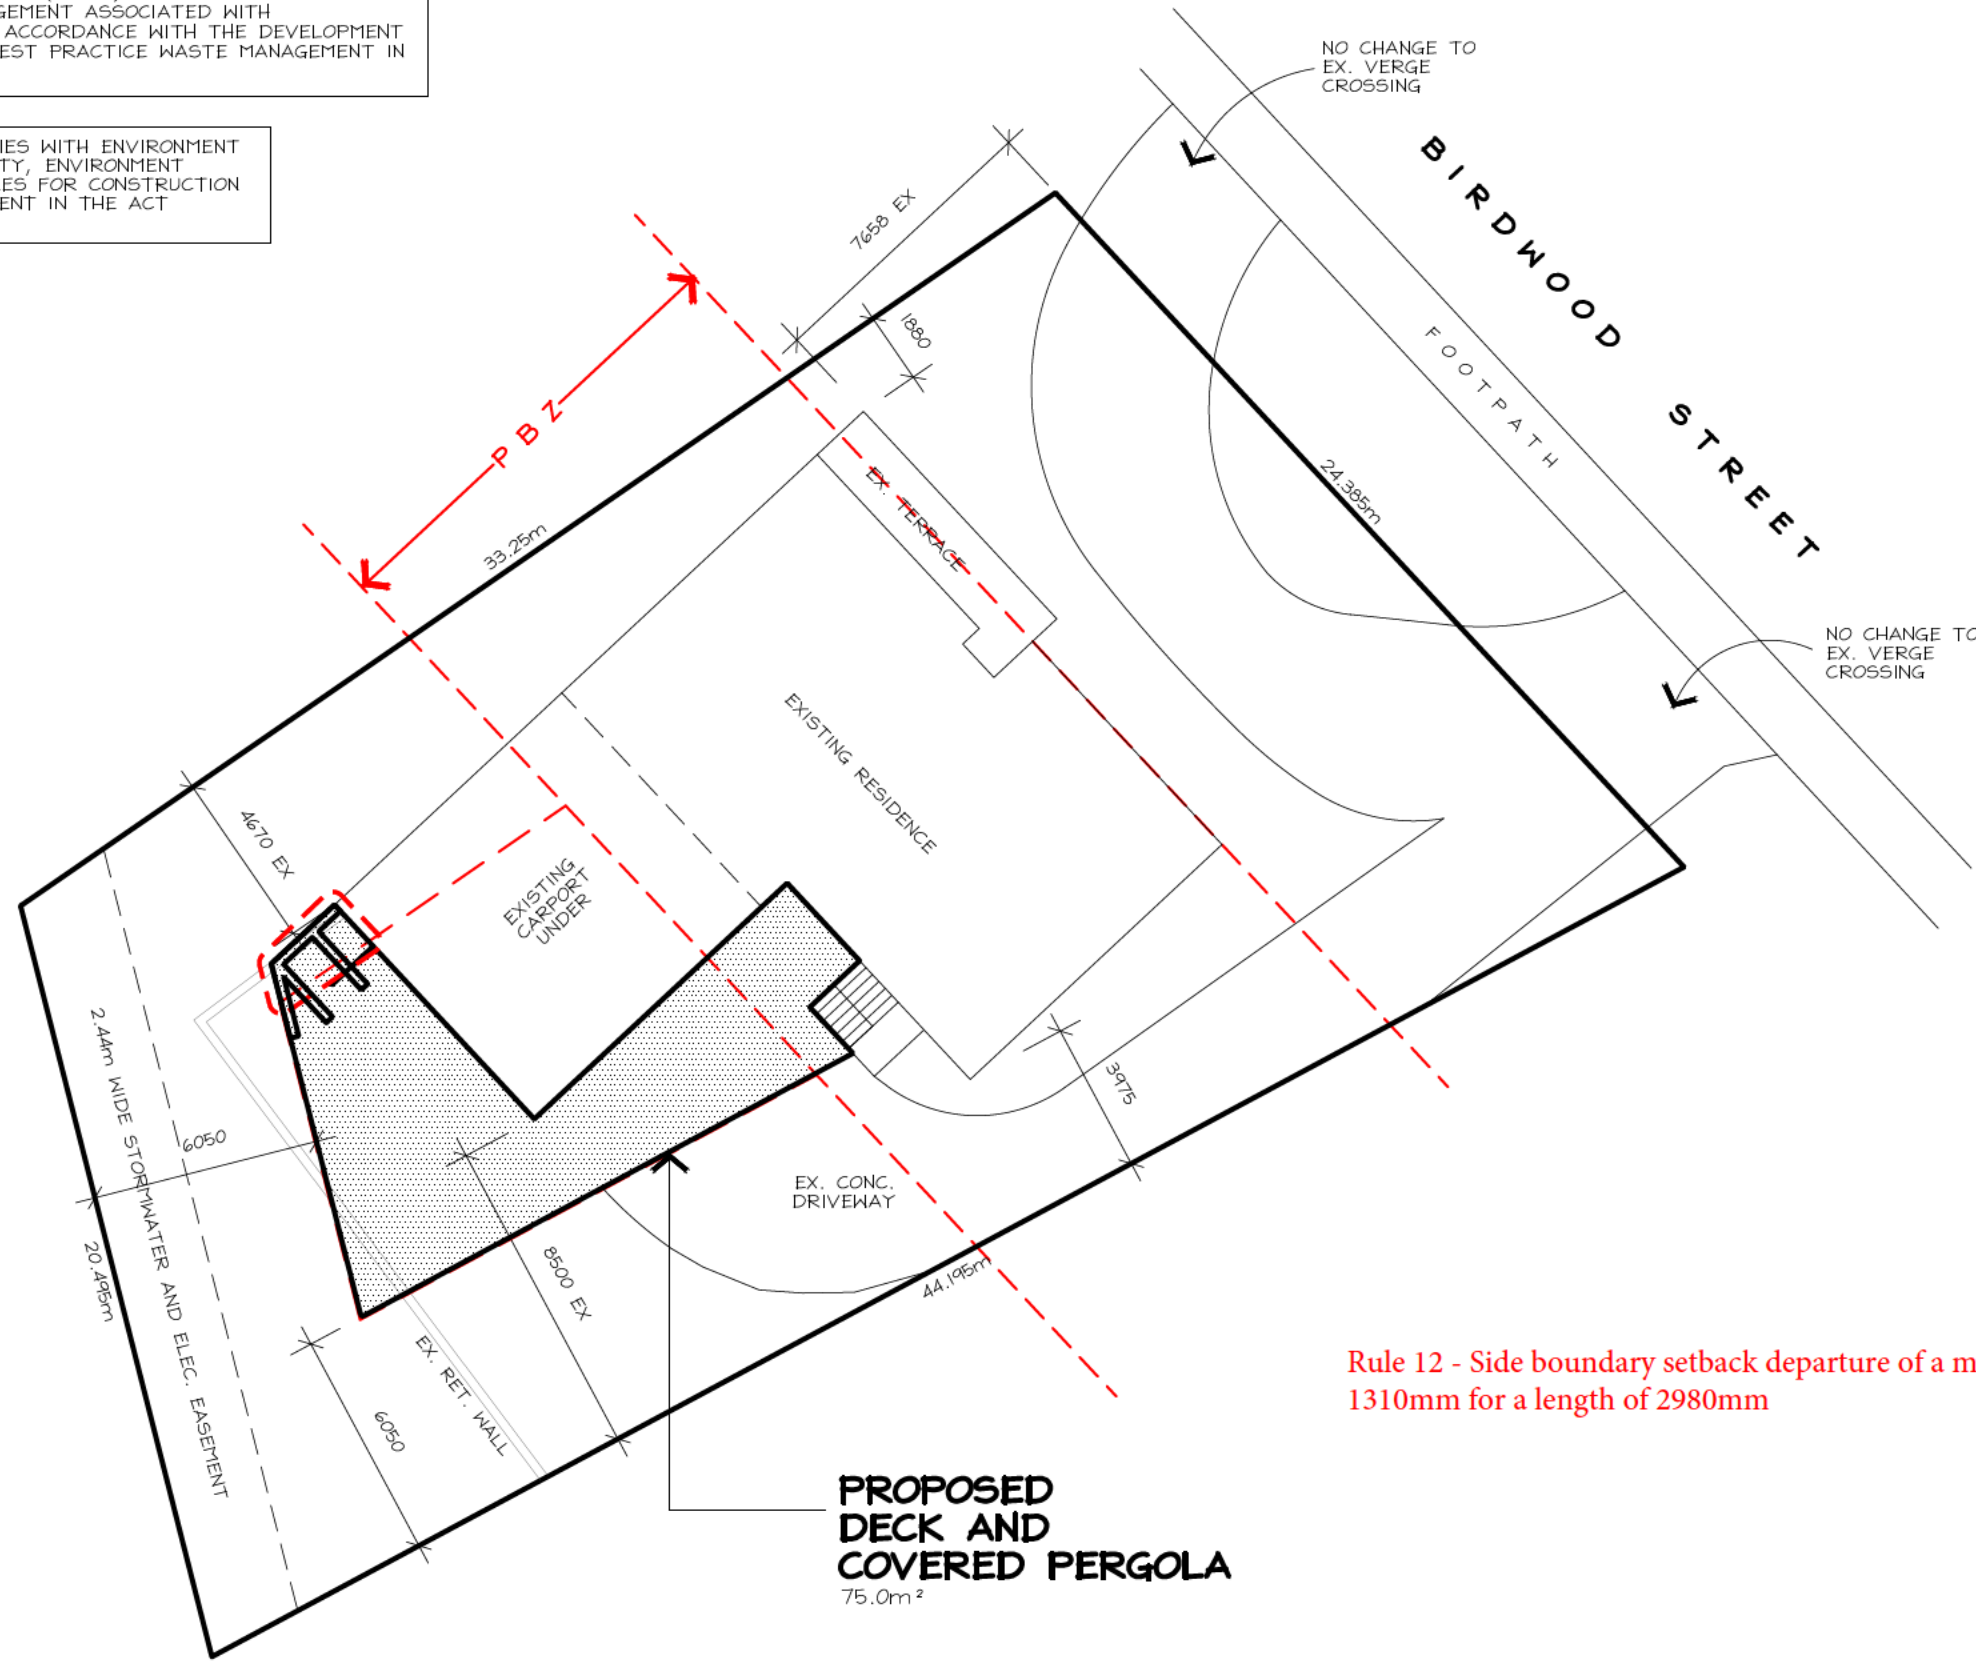 GEMENT ASSOCIATED WITH
ACCORDANCE WITH THE DEVELOPMENT
EST PRACTICE WASTE MANAGEMENT IN
IES WITH ENVIRONMENT
TY, ENVIRONMENT
ES FOR CONSTRUCTION
ENT IN THE ACT
NO CHANGE TO
EX. VERGE
CROSSING
BIRDWOOD STREET
FOOTPATH
7658 EX
1880
PBZ
33.25m
24.385m
EX. TERRACE
NO CHANGE TO
EX. VERGE
CROSSING
EXISTING RESIDENCE
4670 EX
EXISTING
CARPORT
UNDER
2.44m WIDE STORMWATER AND ELEC. EASEMENT
6050
3975
20.495m
8500 EX
EX. CONC.
DRIVEWAY
44.195m
EX. RET. WALL
6050
Rule 12 - Side boundary setback departure of a m
1310mm for a length of 2980mm
PROPOSED
DECK AND
COVERED PERGOLA
75.0m²